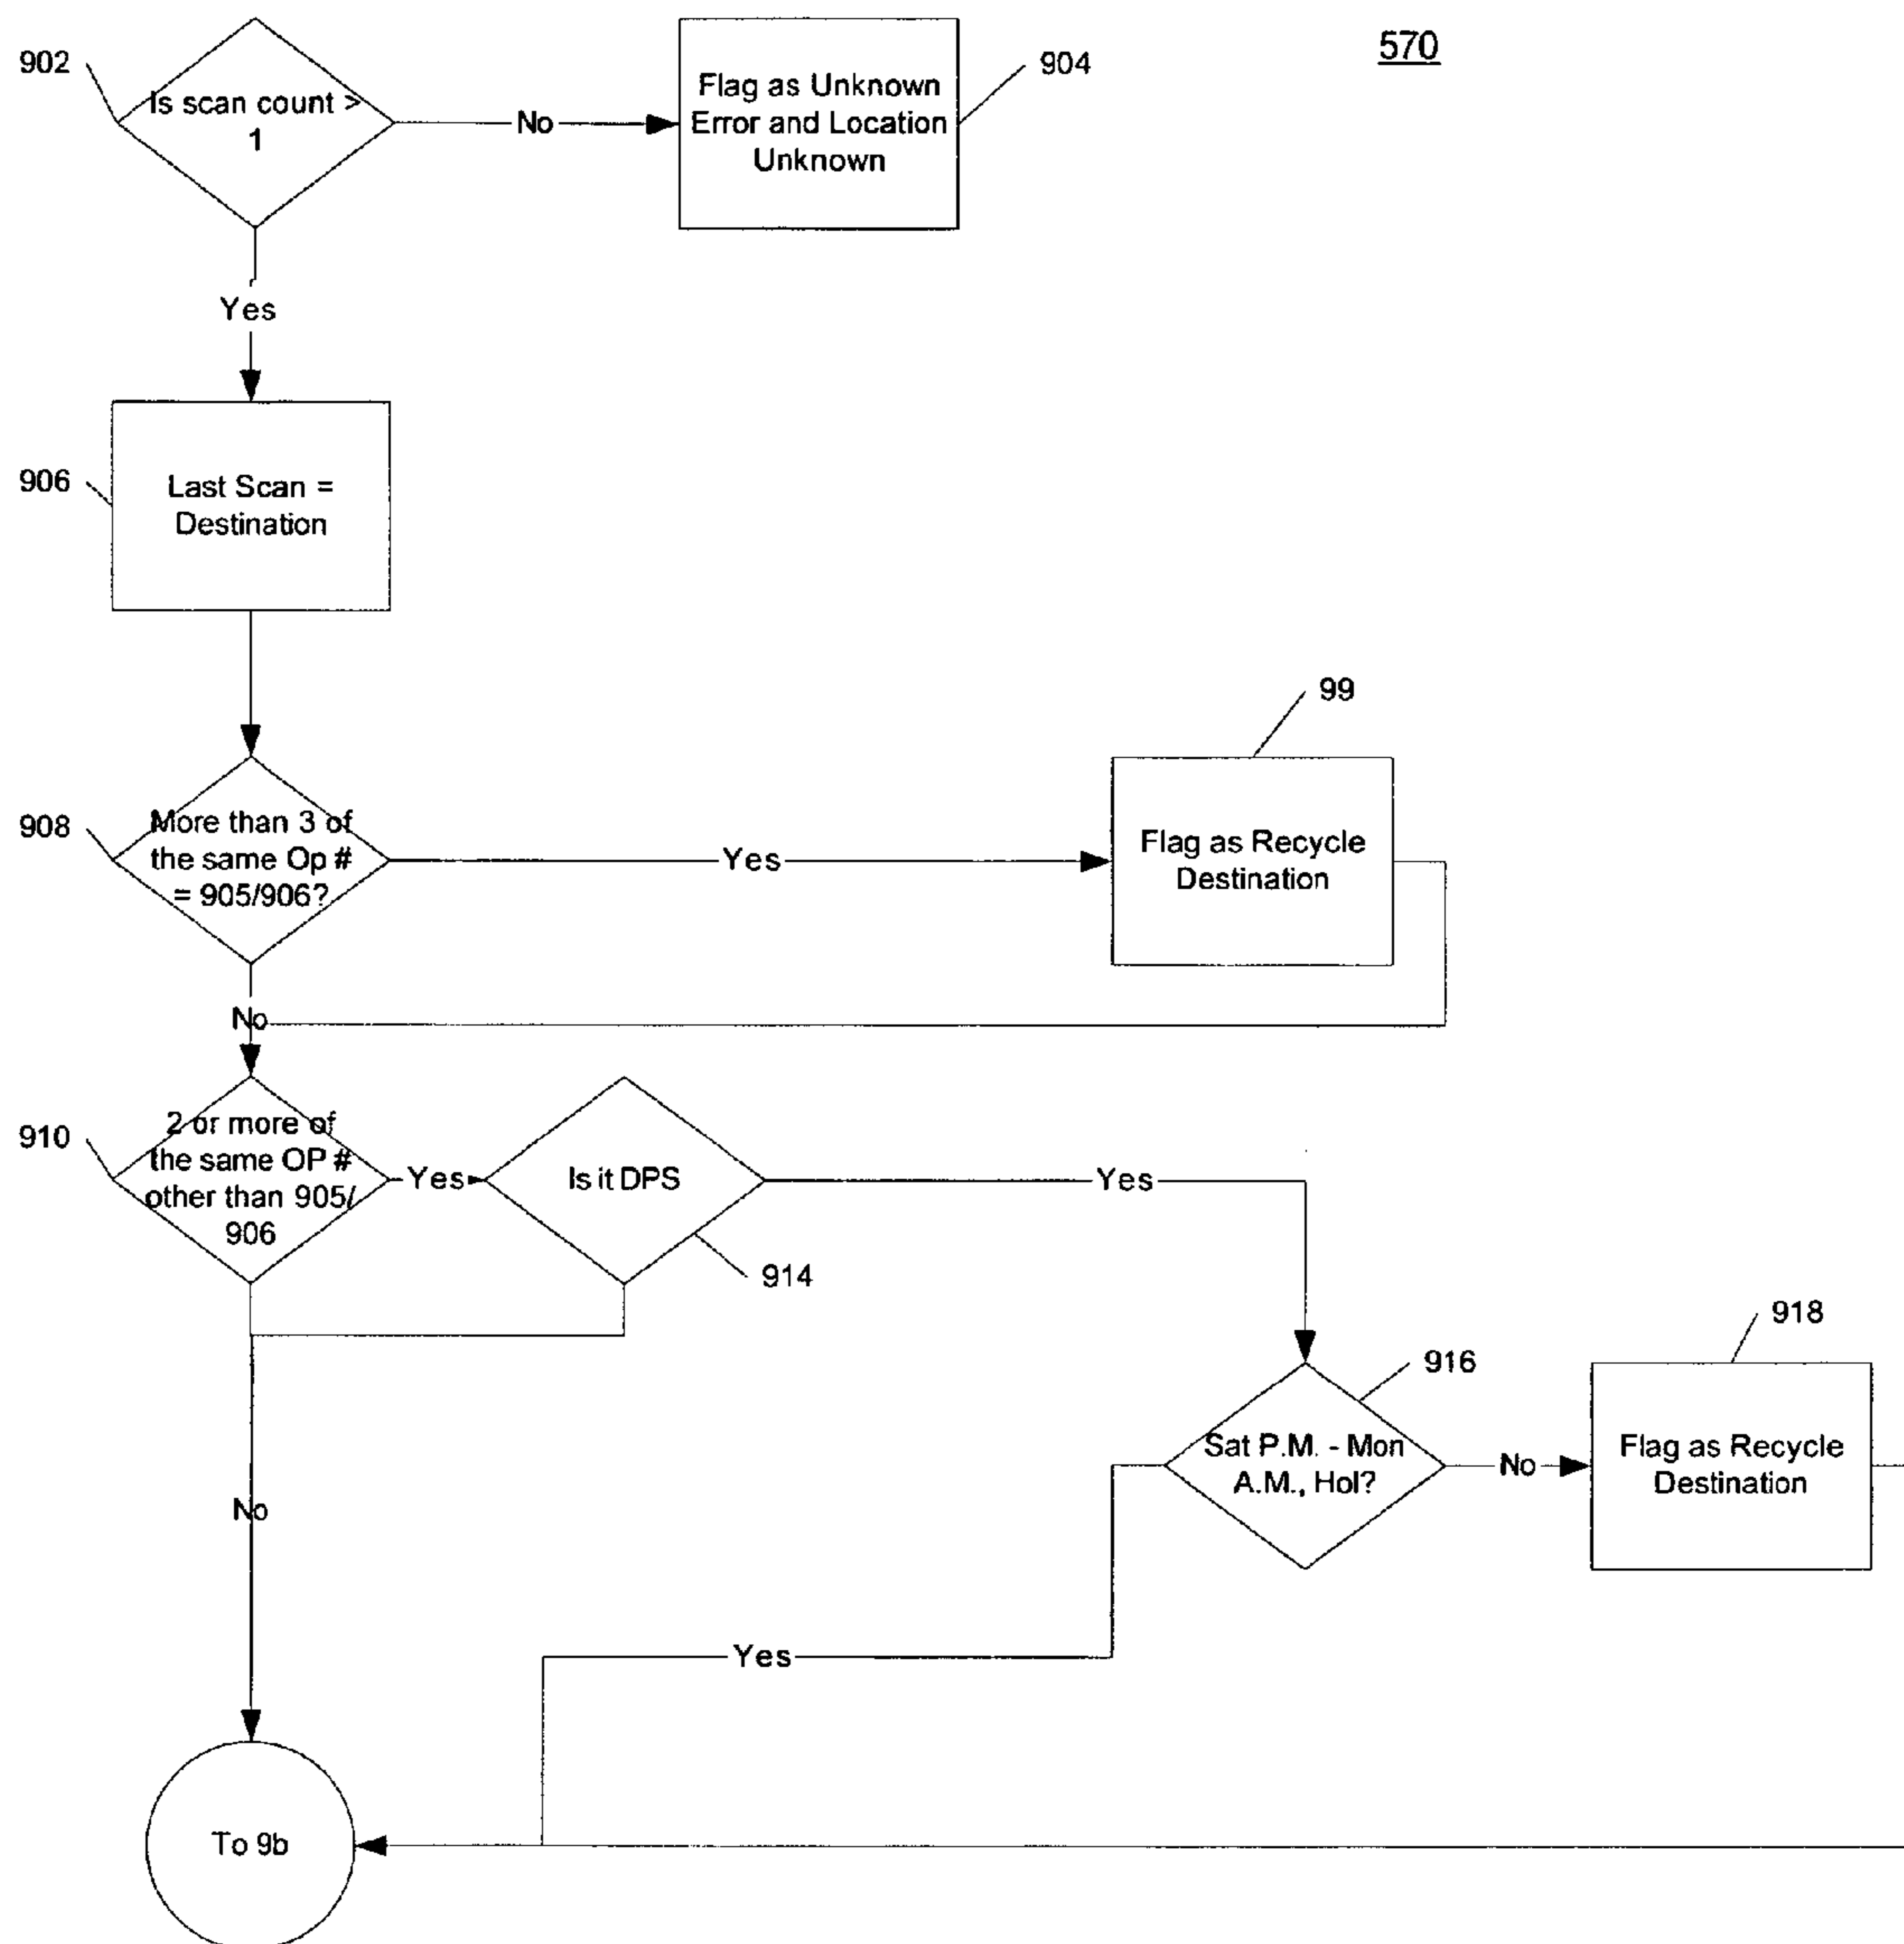 570
902
Is scan count >
1
No
Flag as Unknown
Error and Location
Unknown
904
Yes
906
Last Scan =
Destination
99
908
More than 3 of
the same Op #
= 905/906?
Yes
Flag as Recycle
Destination
No
910
2 or more of
the same OP #
other than 905/
906
Yes
Is it DPS
914
Yes
916
Sat P.M. - Mon
A.M., Hol?
No
918
Flag as Recycle
Destination
No
Yes
To 9b